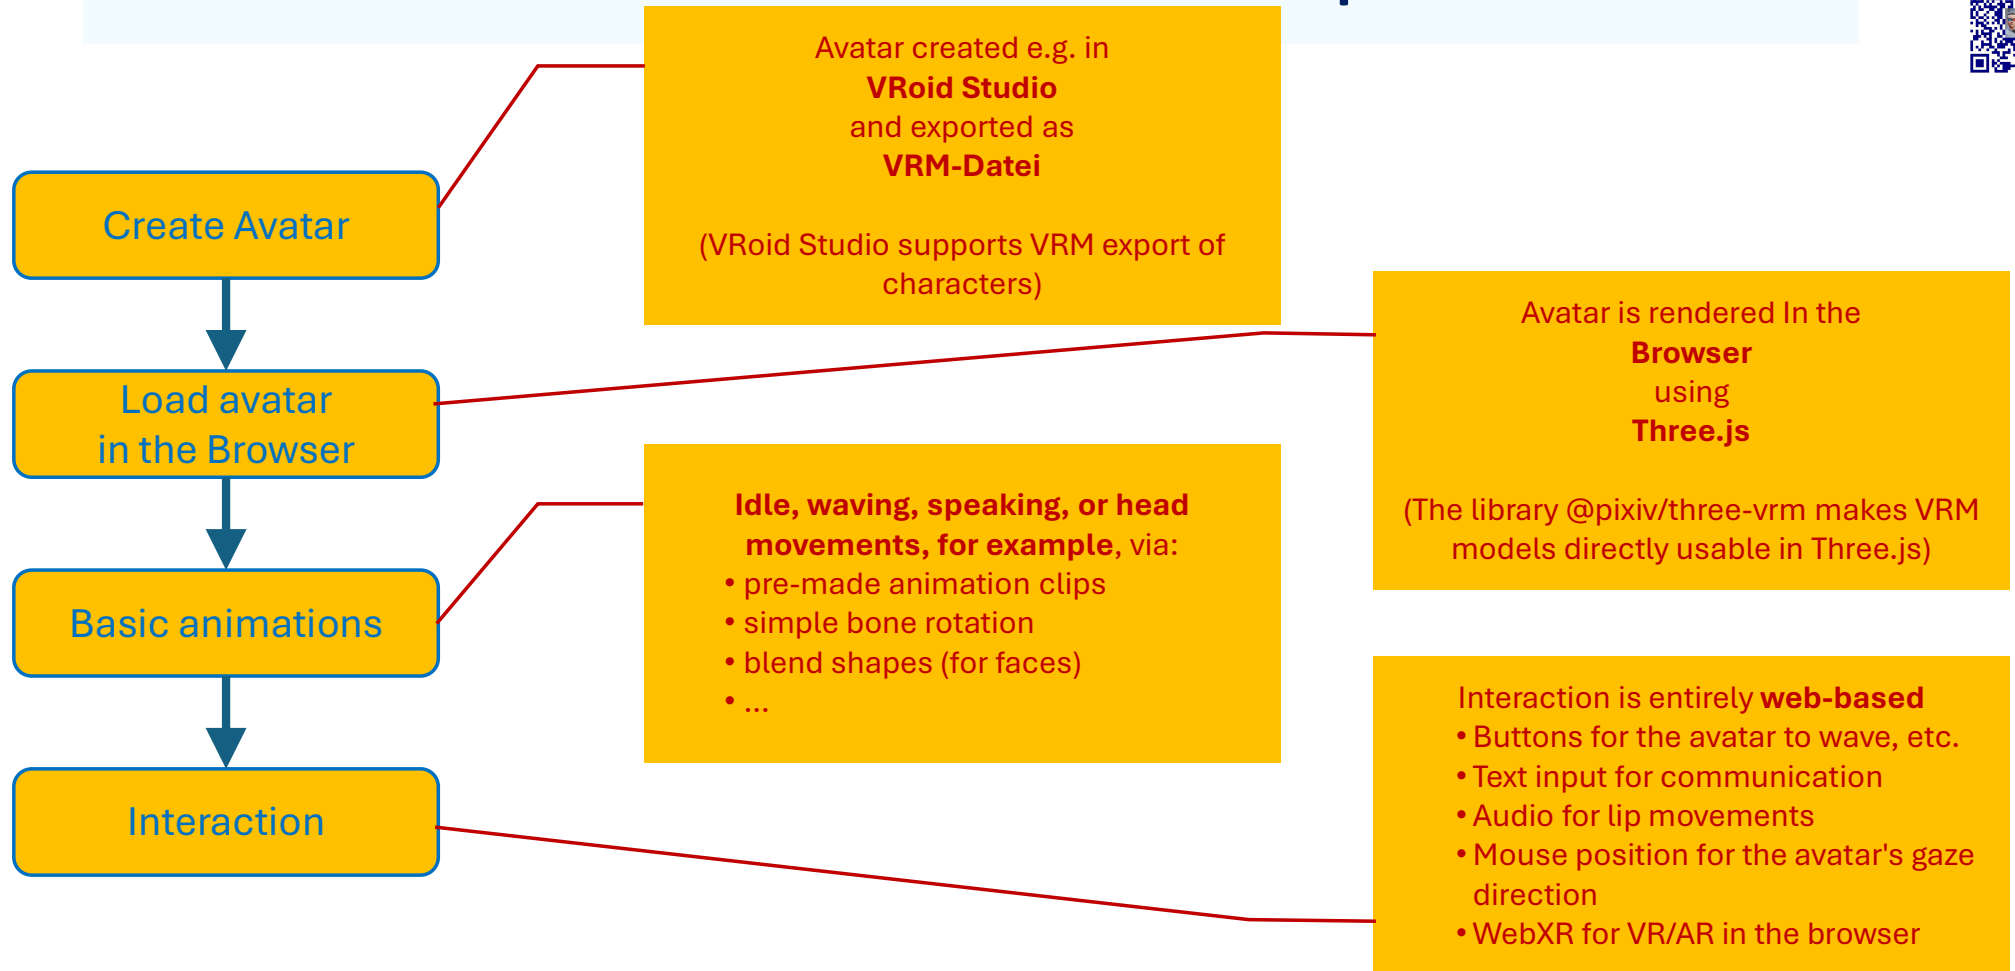 Avatar created e.g. in
VRoid Studio
and exported as
VRM-Datei
(VRoid Studio supports VRM export of
characters)
Create Avatar
Load avatar
in the Browser
Avatar is rendered In the
Browser
using
Three.js
(The library @pixiv/three-vrm makes VRM
models directly usable in Three.js)
Basic animations
Idle, waving, speaking, or head
movements, for example, via:
• pre-made animation clips
• simple bone rotation
• blend shapes (for faces)
• ...
Interaction
Interaction is entirely web-based
• Buttons for the avatar to wave, etc.
• Text input for communication
• Audio for lip movements
• Mouse position for the avatar's gaze
direction
• WebXR for VR/AR in the browser